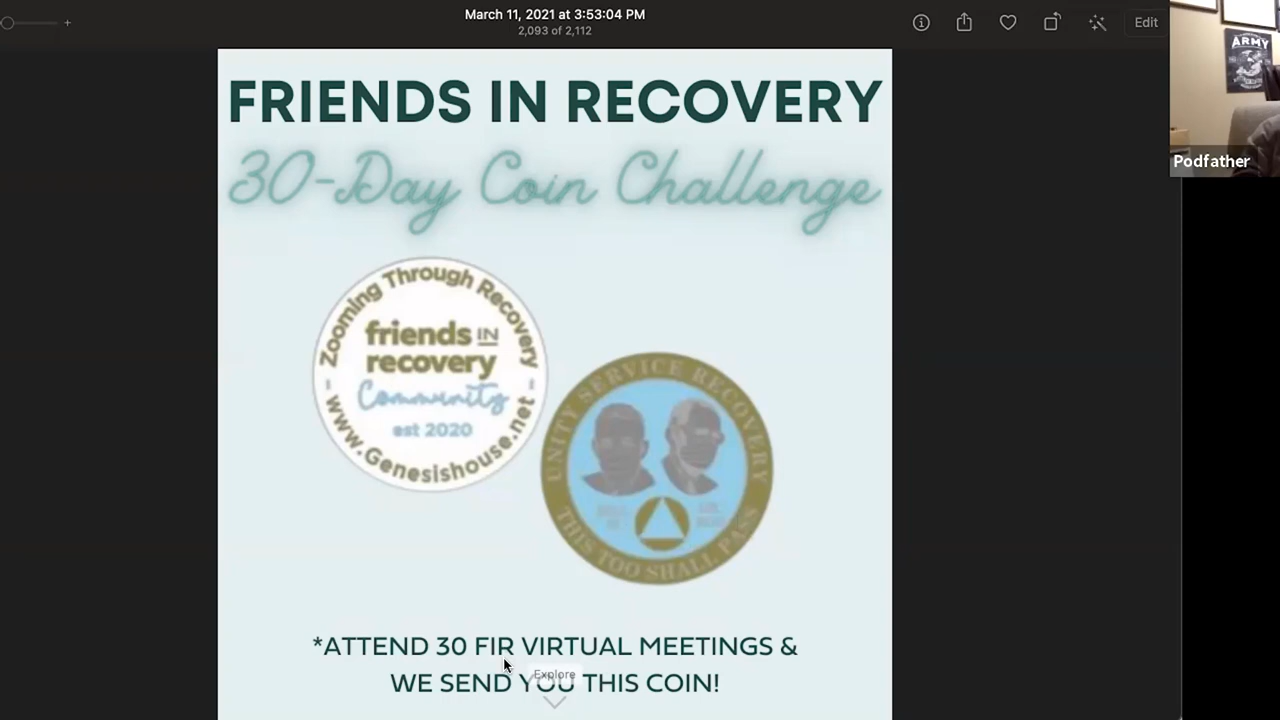 March 11, 2021 at 3:53:04 PM
2,093 of 2,112
Edit
ARMY
Podfather
FRIENDS IN RECOVERY
30-Day Coin Challenge
Zooming Through Recovery
friends IN
recovery
Community
est 2020
- www.Genesishouse.net -
UNITY SERVICE RECOVERY
THIS TOO SHALL PASS
*ATTEND 30 FIR VIRTUAL MEETINGS &
WE SEND YOU THIS COIN!
Explore